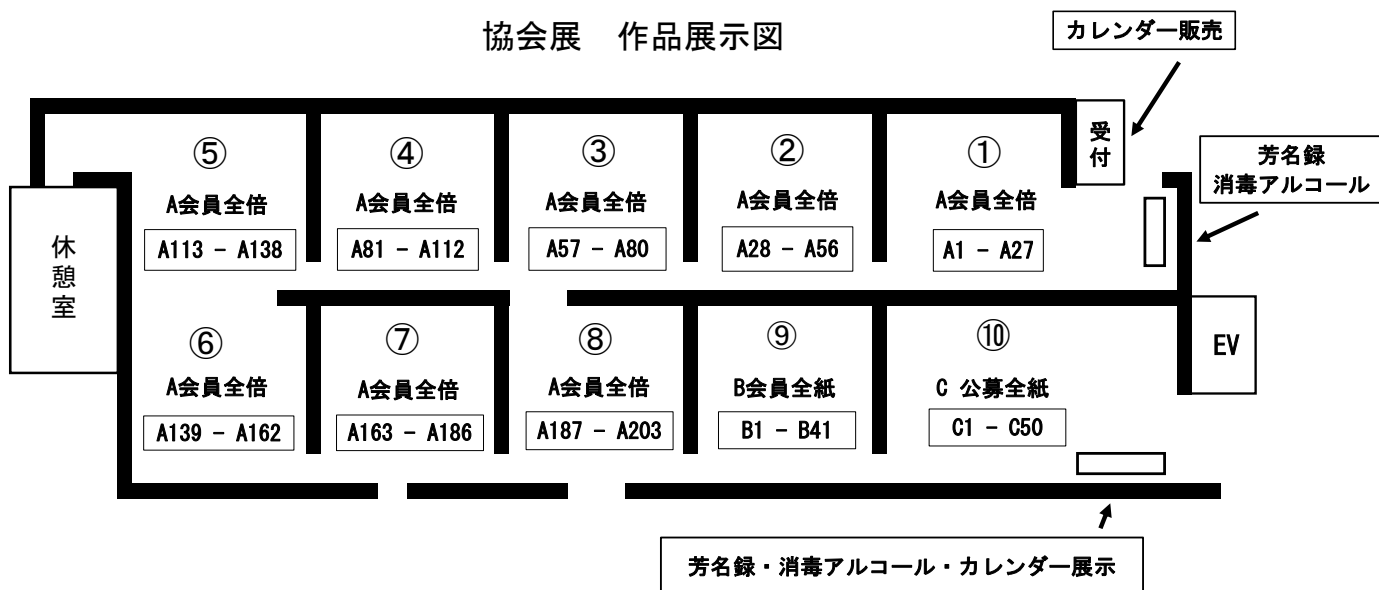 協会展　作品展示図
カレンダー販売
受付
芳名録
消毒アルコール
⑤
A会員全倍
A113 － A138
④
A会員全倍
A81 － A112
③
A会員全倍
A57 － A80
②
A会員全倍
A28 － A56
①
A会員全倍
A1 － A27
休憩室
⑥
A会員全倍
A139 － A162
⑦
A会員全倍
A163 － A186
⑧
A会員全倍
A187 － A203
⑨
B会員全紙
B1 － B41
⑩
C 公募全紙
C1 － C50
EV
芳名録・消毒アルコール・カレンダー展示